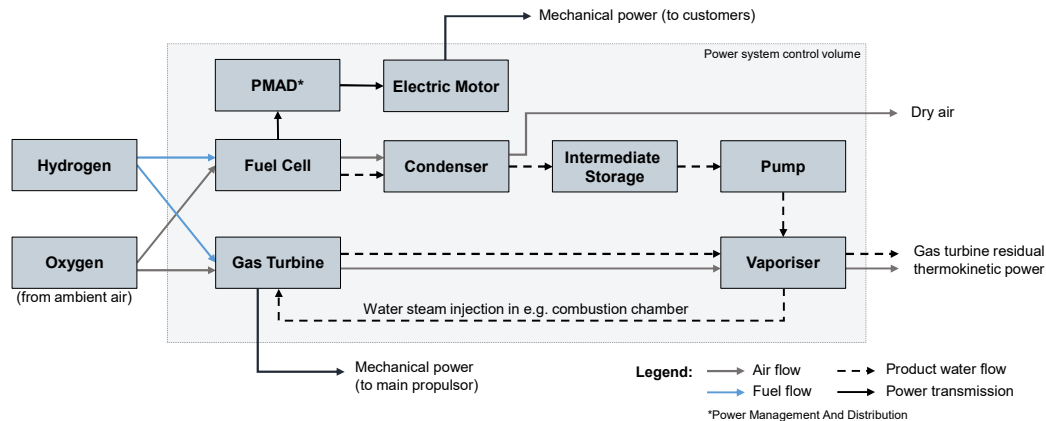 Mechanical power (to customers)
Power system control volume
PMAD*
Electric Motor
Dry air
Hydrogen
Fuel Cell
Condenser
Intermediate
Storage
Pump
Oxygen
(from ambient air)
Gas Turbine
Vaporiser
Gas turbine residual
thermokinetic power
Water steam injection in e.g. combustion chamber
Mechanical power
(to main propulsor)
Legend:
Air flow
Product water flow
Fuel flow
Power transmission
*Power Management And Distribution